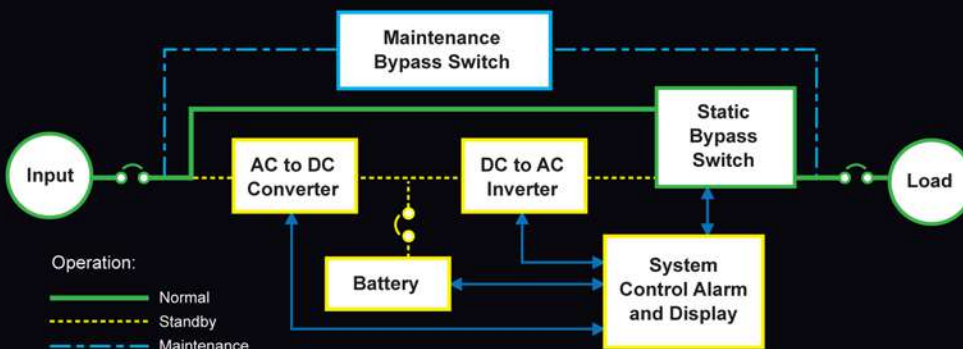 Maintenance
Bypass Switch
Static
Bypass
Switch
Input
AC to DC
Converter
DC to AC
Inverter
Load
Operation:
Normal
Standby
Maintenance
Battery
System
Control Alarm
and Display